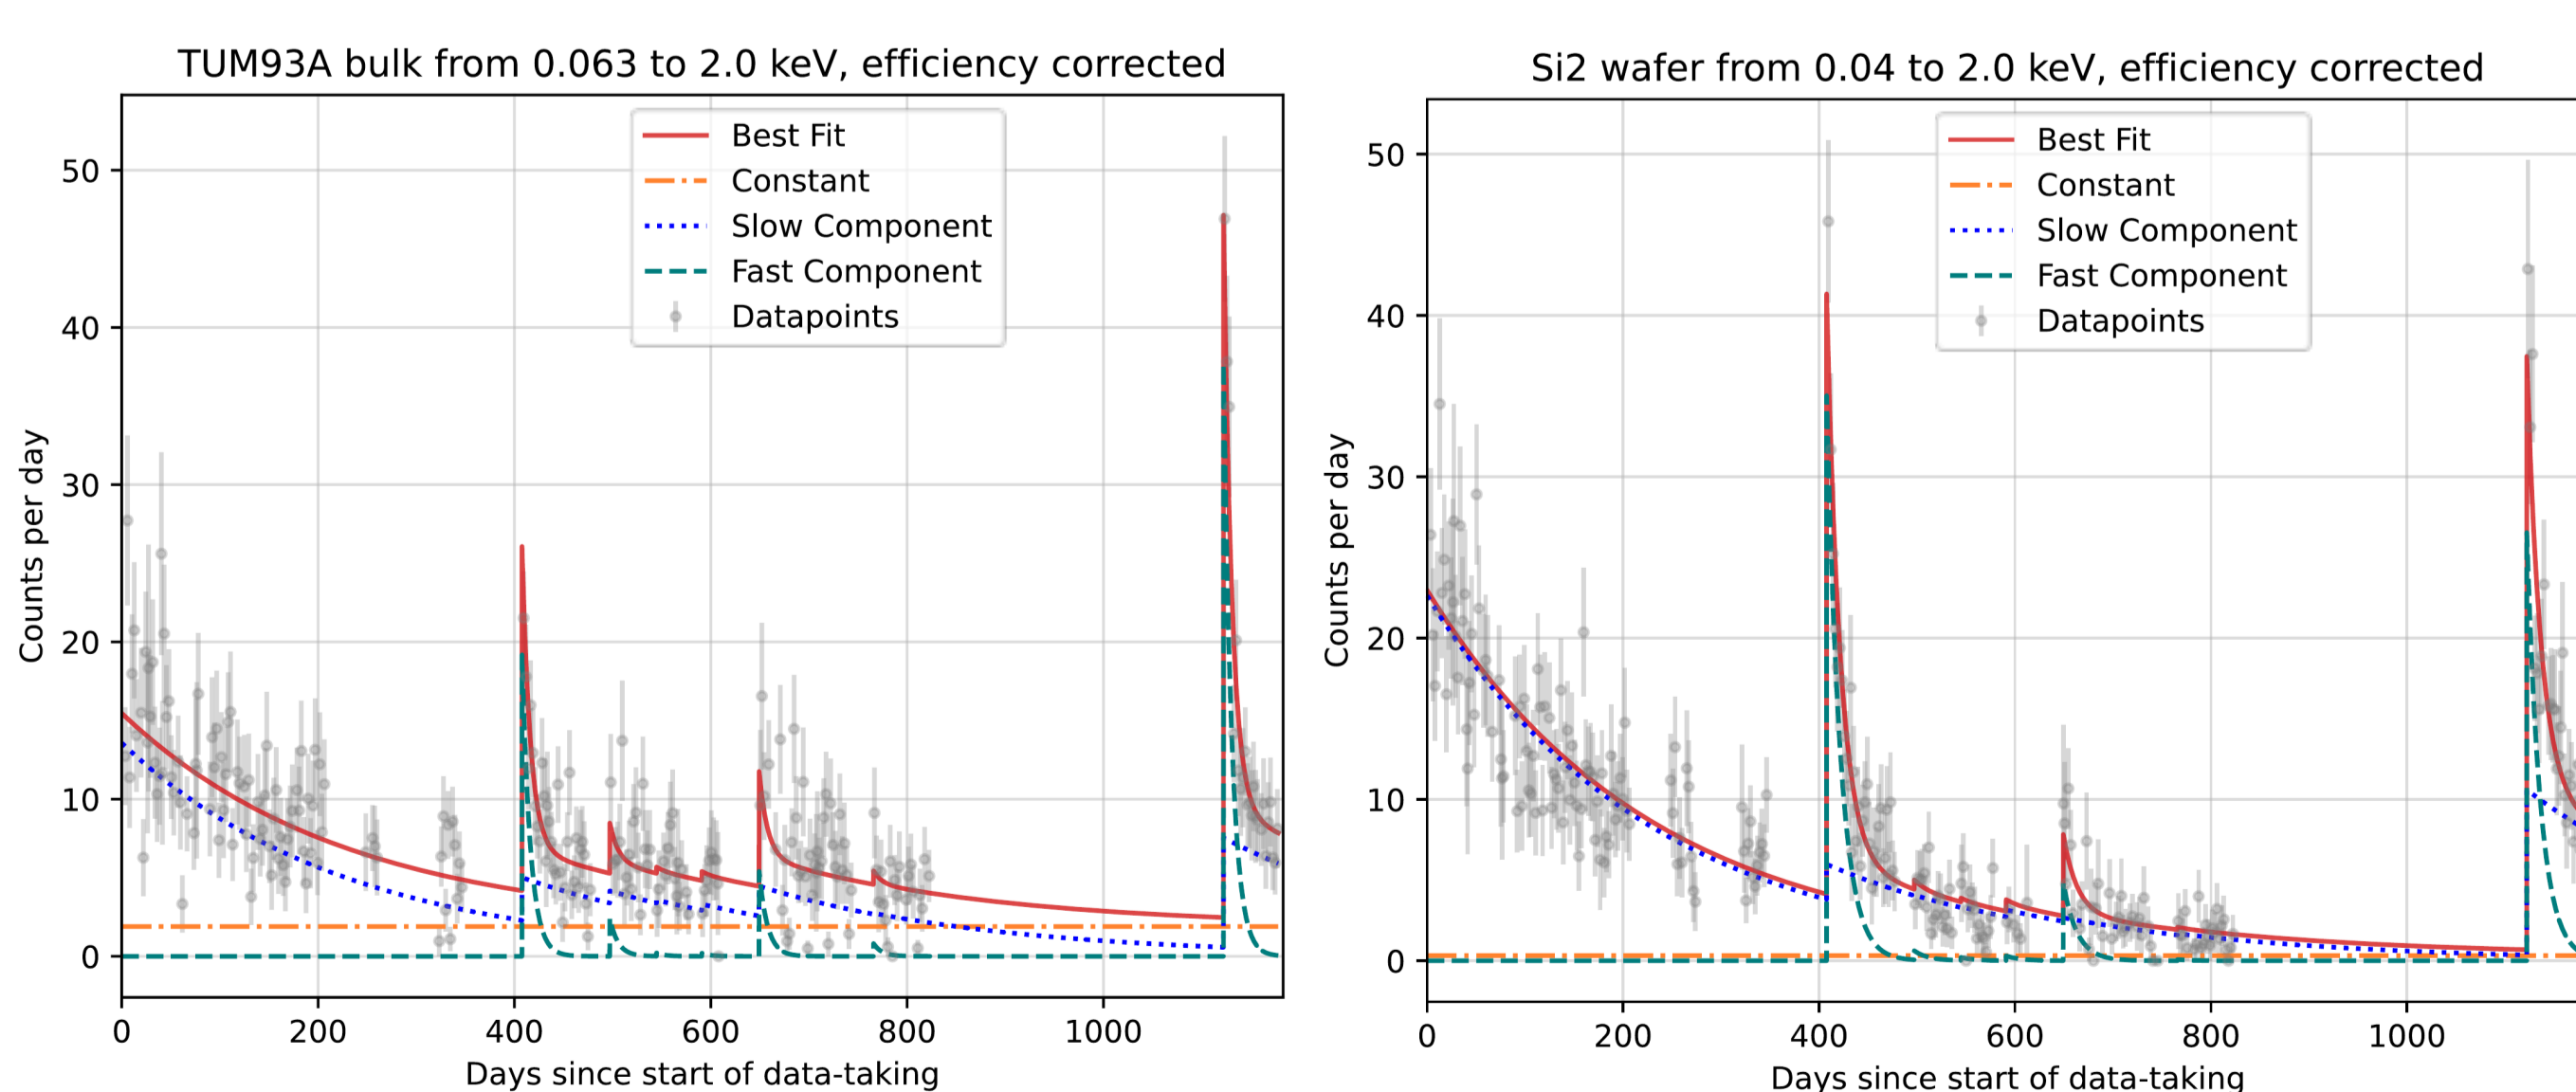 TUM93A bulk from 0.063 to 2.0 keV, efficiency corrected
Best Fit
Constant
Slow Component
Fast Component
Datapoints
50
40
30
20
10
0
Counts per day
0 200 400 600 800 1000
Days since start of data-taking
Si2 wafer from 0.04 to 2.0 keV, efficiency corrected
Best Fit
Constant
Slow Component
Fast Component
Datapoints
50
40
30
20
10
0
Counts per day
0 200 400 600 800 1000
Days since start of data-taking